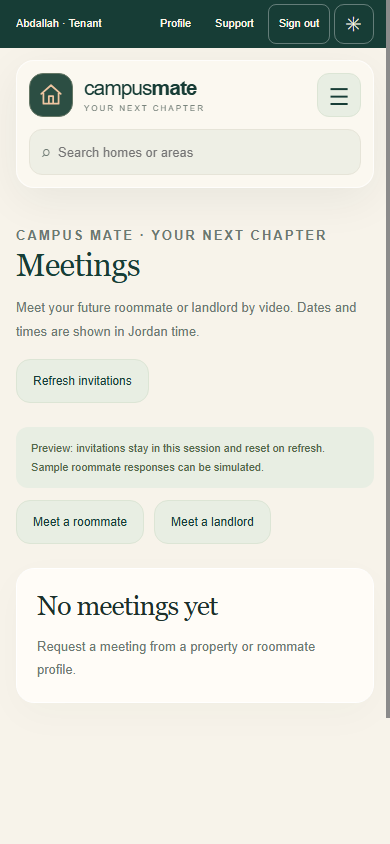 Abdallah · Tenant
Profile
Support
Sign out
campusmate
YOUR NEXT CHAPTER
Search homes or areas
CAMPUS MATE · YOUR NEXT CHAPTER
Meetings
Meet your future roommate or landlord by video. Dates and
times are shown in Jordan time.
Refresh invitations
Preview: invitations stay in this session and reset on refresh.
Sample roommate responses can be simulated.
Meet a roommate
Meet a landlord
No meetings yet
Request a meeting from a property or roommate
profile.